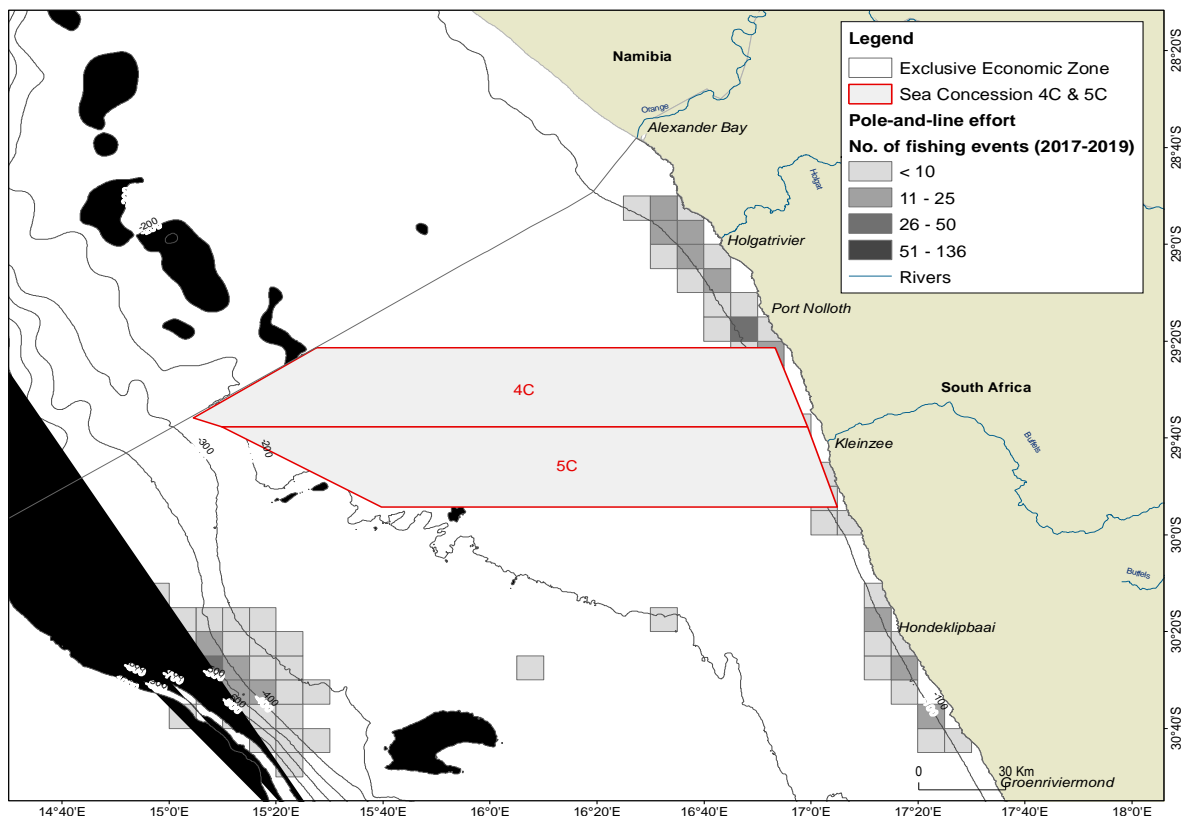 Legend
Exclusive Economic Zone
Sea Concession 4C & 5C
Pole-and-line effort
No. of fishing events (2017-2019)
< 10
11 - 25
26 - 50
51 - 136
Rivers
Namibia
Orange
Alexander Bay
Holgat
Holgatrivier
Port Nolloth
South Africa
4C
5C
Kleinzee
Buffels
Buffels
Hondeklipbaai
Groenriviermond
-200
-300
-200
-400
-100
0 30 Km
28°20'S
28°40'S
29°0'S
29°20'S
29°40'S
30°0'S
30°20'S
30°40'S
14°40'E 15°0'E 15°20'E 15°40'E 16°0'E 16°20'E 16°40'E 17°0'E 17°20'E 17°40'E 18°0'E